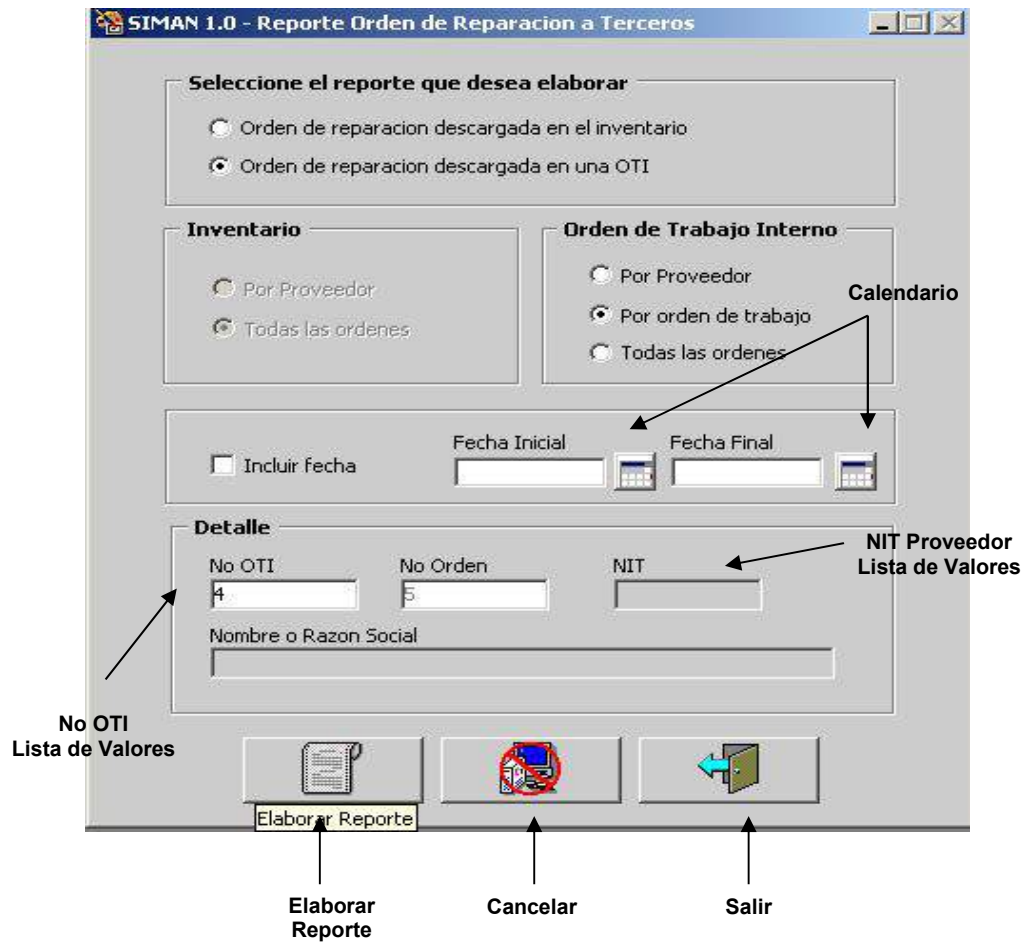 SIMAN 1.0 - Reporte Orden de Reparacion a Terceros
Seleccione el reporte que desea elaborar
Orden de reparacion descargada en el inventario
Orden de reparacion descargada en una OTI
Inventario
Por Proveedor
Todas las ordenes
Orden de Trabajo Interno
Por Proveedor
Por orden de trabajo
Todas las ordenes
Calendario
Incluir fecha
Fecha Inicial
Fecha Final
Detalle
No OTI
No Orden
NIT
4
5
NIT Proveedor
Lista de Valores
Nombre o Razon Social
No OTI
Lista de Valores
Elaborar Reporte
Elaborar
Reporte
Cancelar
Salir